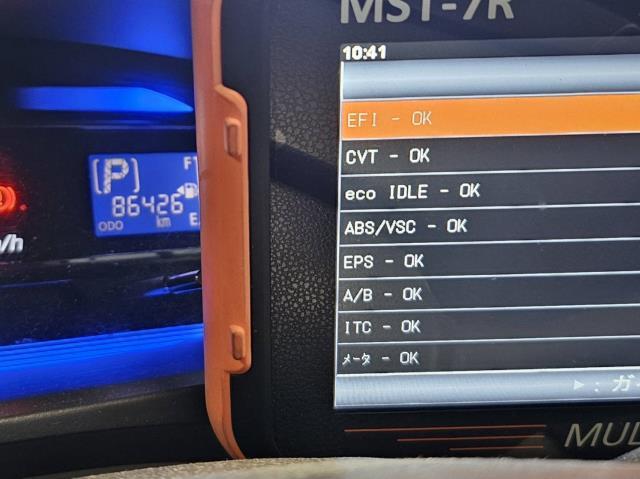 MST-7R
10:41
EFI - OK
CVT - OK
eco IDLE - OK
ABS/VSC - OK
EPS - OK
A/B - OK
ITC - OK
メータ - OK
[P]
86426
ODO km